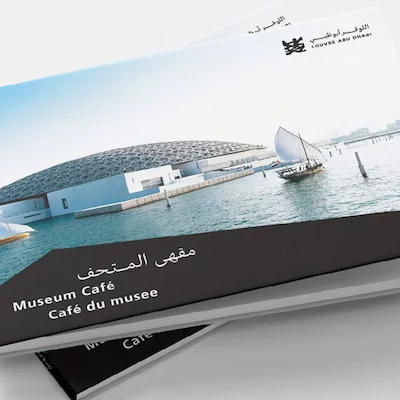 اللوفر أبوظبي
LOUVRE ABU DHABI
مقهى المتحف
Museum Café
Café du musee